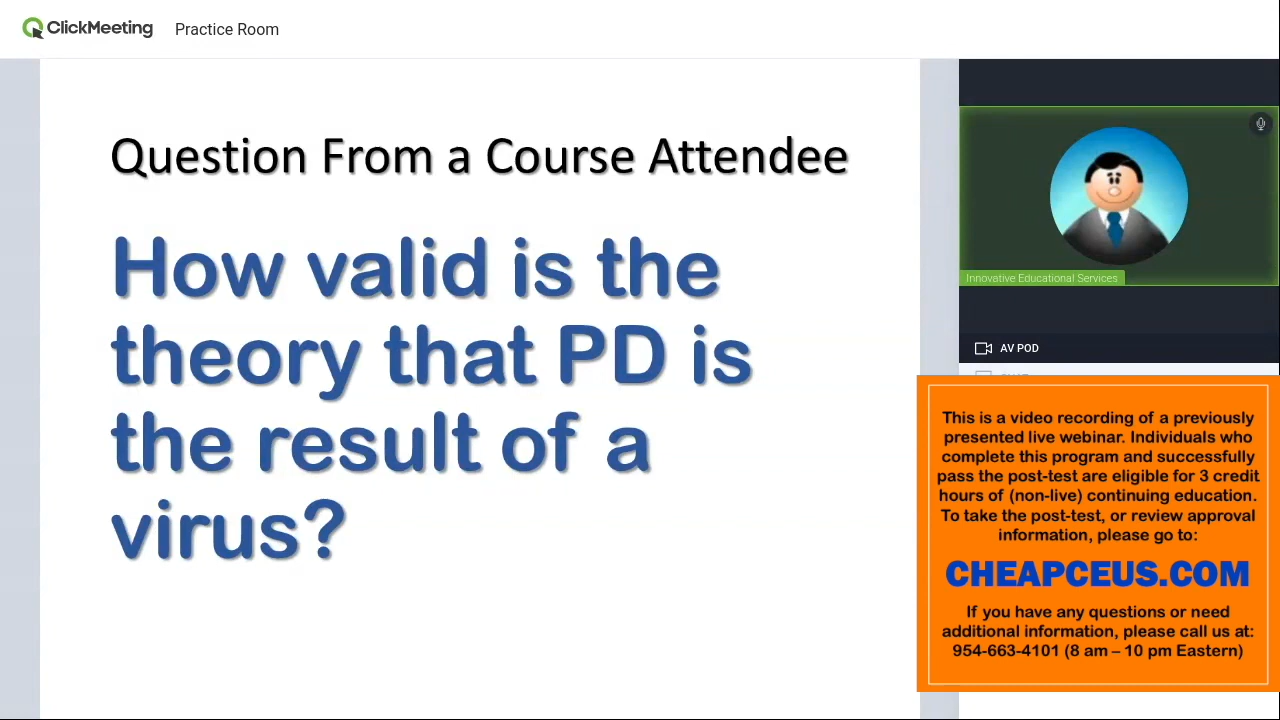 ClickMeeting Practice Room
Question From a Course Attendee
How valid is the
theory that PD is
the result of a
virus?
Innovative Educational Services
AV POD
This is a video recording of a previously
presented live webinar. Individuals who
complete this program and successfully
pass the post-test are eligible for 3 credit
hours of (non-live) continuing education.
To take the post-test, or review approval
information, please go to:
CHEAPCEUS.COM
If you have any questions or need
additional information, please call us at:
954-663-4101 (8 am – 10 pm Eastern)